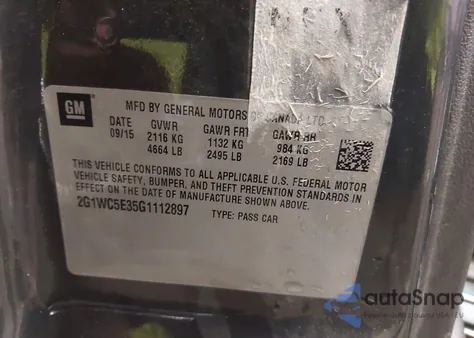 GM
MFD BY GENERAL MOTORS OF CANADA LTD
DATE GVWR GAWR FRT GAWR RR
09/15 2116 KG 1132 KG 984 KG
4664 LB 2495 LB 2169 LB
THIS VEHICLE CONFORMS TO ALL APPLICABLE U.S. FEDERAL MOTOR
VEHICLE SAFETY, BUMPER, AND THEFT PREVENTION STANDARDS IN
EFFECT ON THE DATE OF MANUFACTURE SHOWN ABOVE.
2G1WC5E35G1112897 TYPE: PASS CAR
autoSnap